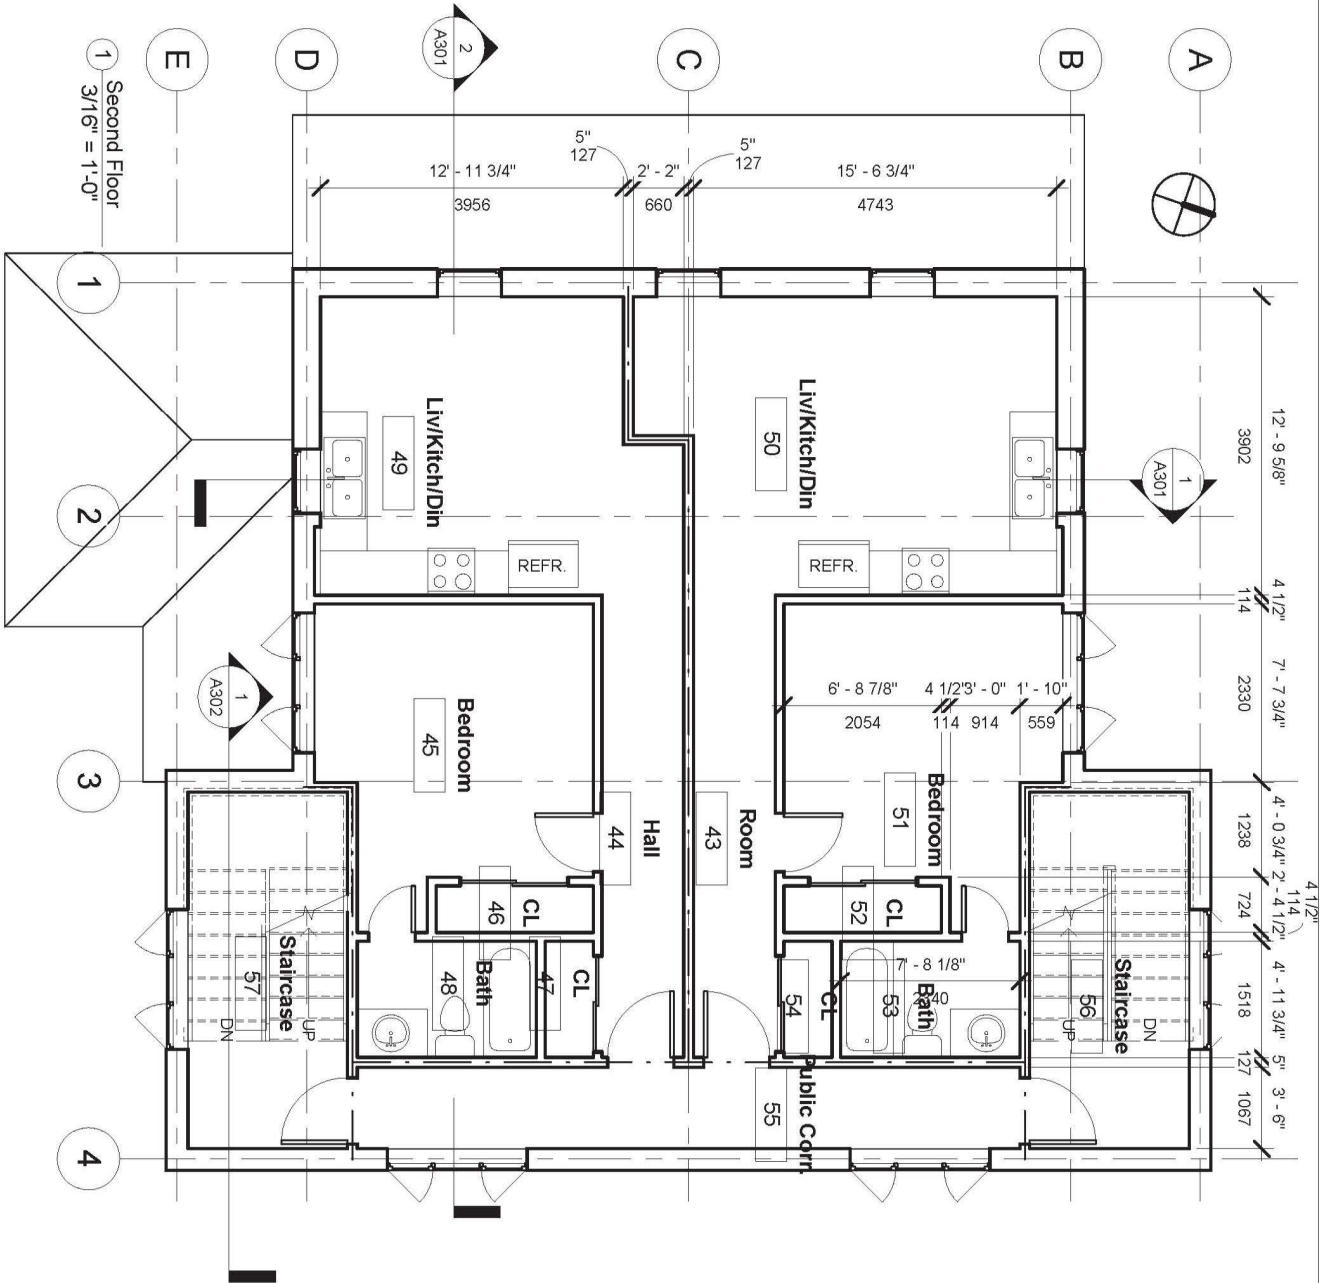 E
D
2
A301
C
B
A
1
Second Floor
3/16" = 1'-0"
5"
127
5"
127
12' - 11 3/4"
3956
2' - 2"
660
15' - 6 3/4"
4743
1
2
3
4
12' - 9 5/8"
3902
4 1/2"
114
7' - 7 3/4"
2330
4' - 0 3/4"
1238
2' - 4 1/2"
724
4 1/2"
114
4' - 11 3/4"
1518
5"
127
3' - 6"
1067
1
A301
1
A302
Liv/Kitch/Din
49
Liv/Kitch/Din
50
REFR.
REFR.
6' - 8 7/8"
2054
4 1/2"
114
3' - 0"
914
1' - 10"
559
Bedroom
45
Bedroom
51
Hall
44
Room
43
CL
46
CL
52
CL
47
CL
54
Bath
48
Bath
53
7' - 8 1/8"
Staircase
57
UP
DN
Staircase
56
UP
DN
Public Corr.
55